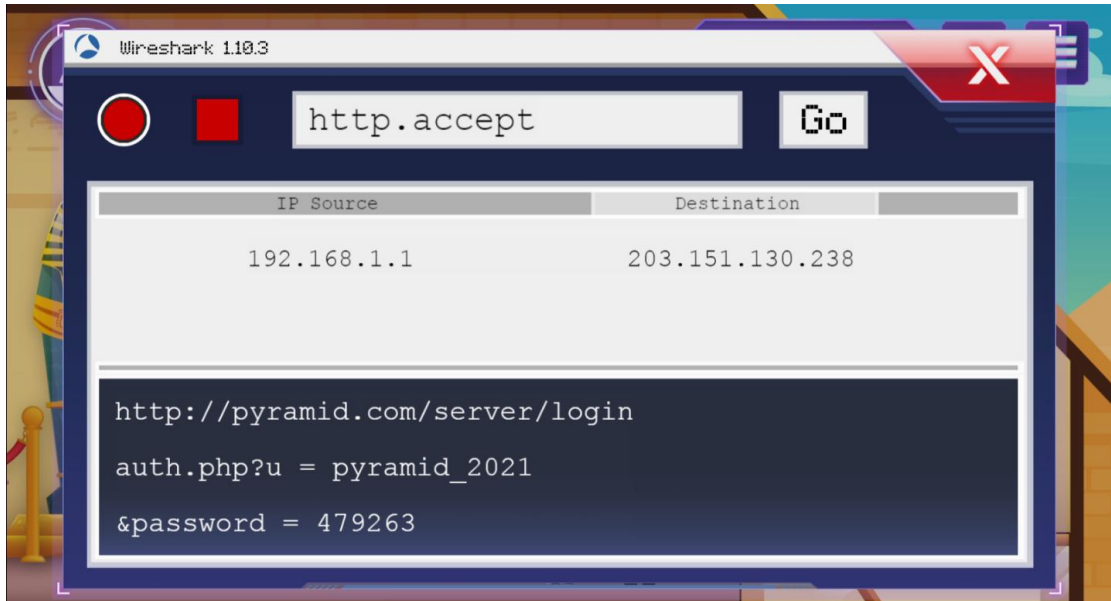 Wireshark 1.10.3
X
http.accept
Go
IP Source Destination
192.168.1.1 203.151.130.238
http://pyramid.com/server/login
auth.php?u = pyramid_2021
&password = 479263